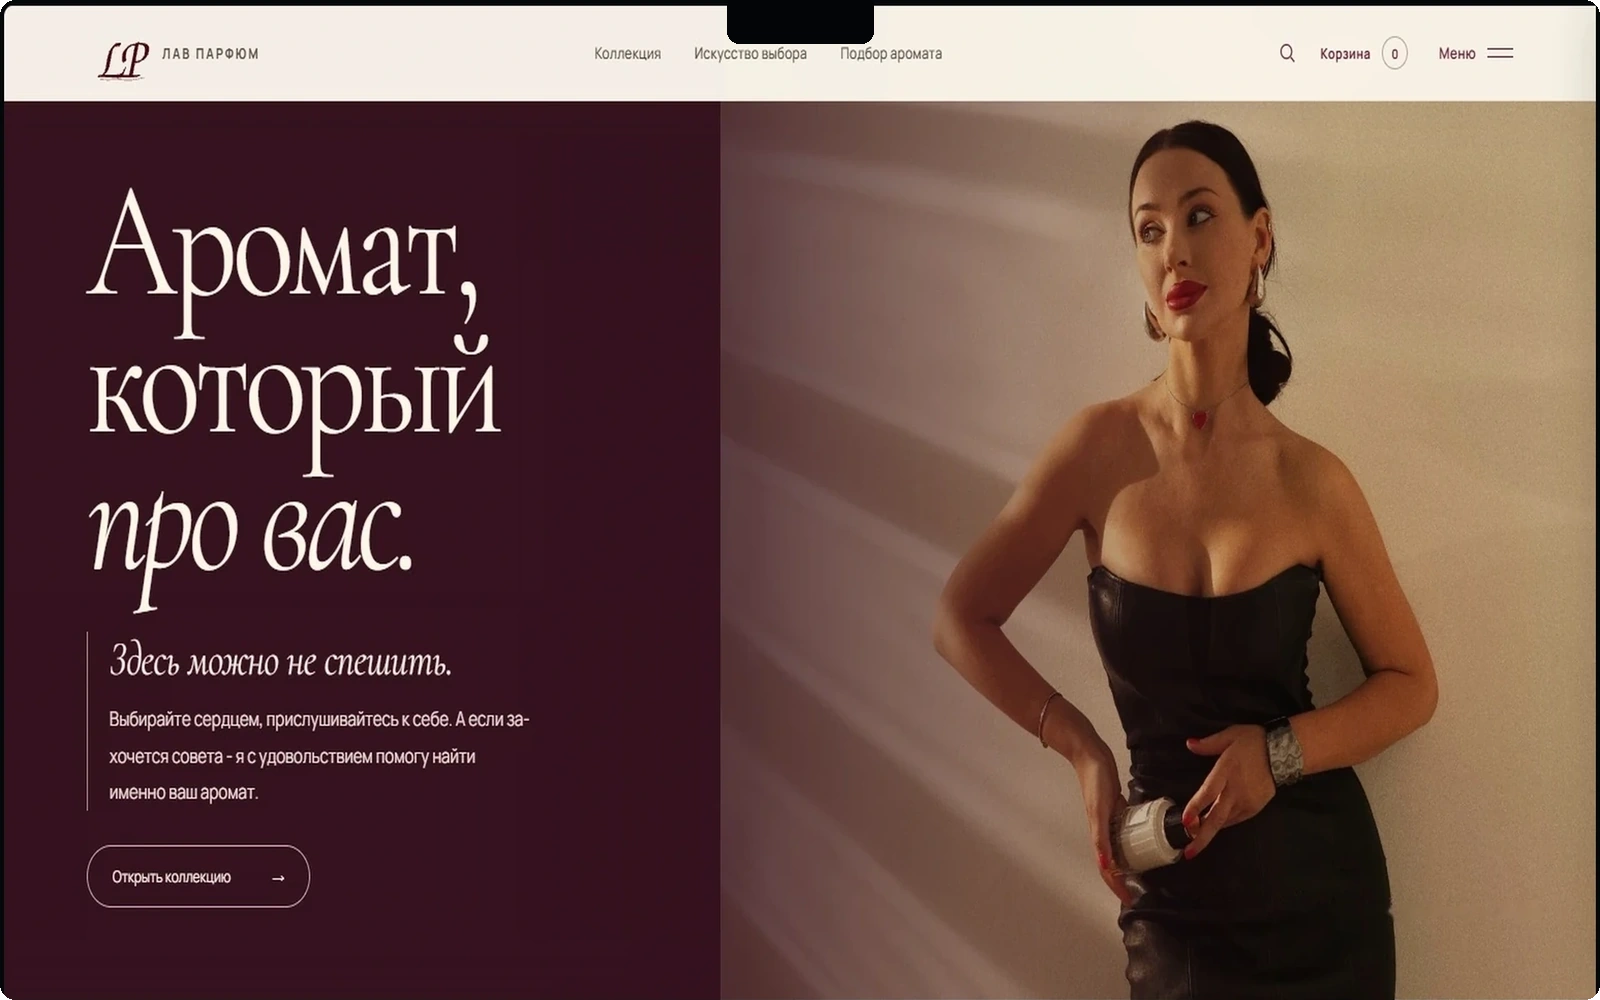 LP ЛАВ ПАРФЮМ
Коллекция Искусство выбора Подбор аромата
Корзина 0 Меню
Аромат,
который
про вас.
Здесь можно не спешить.
Выбирайте сердцем, прислушивайтесь к себе. А если за-
хочется совета - я с удовольствием помогу найти
именно ваш аромат.
Открыть коллекцию →